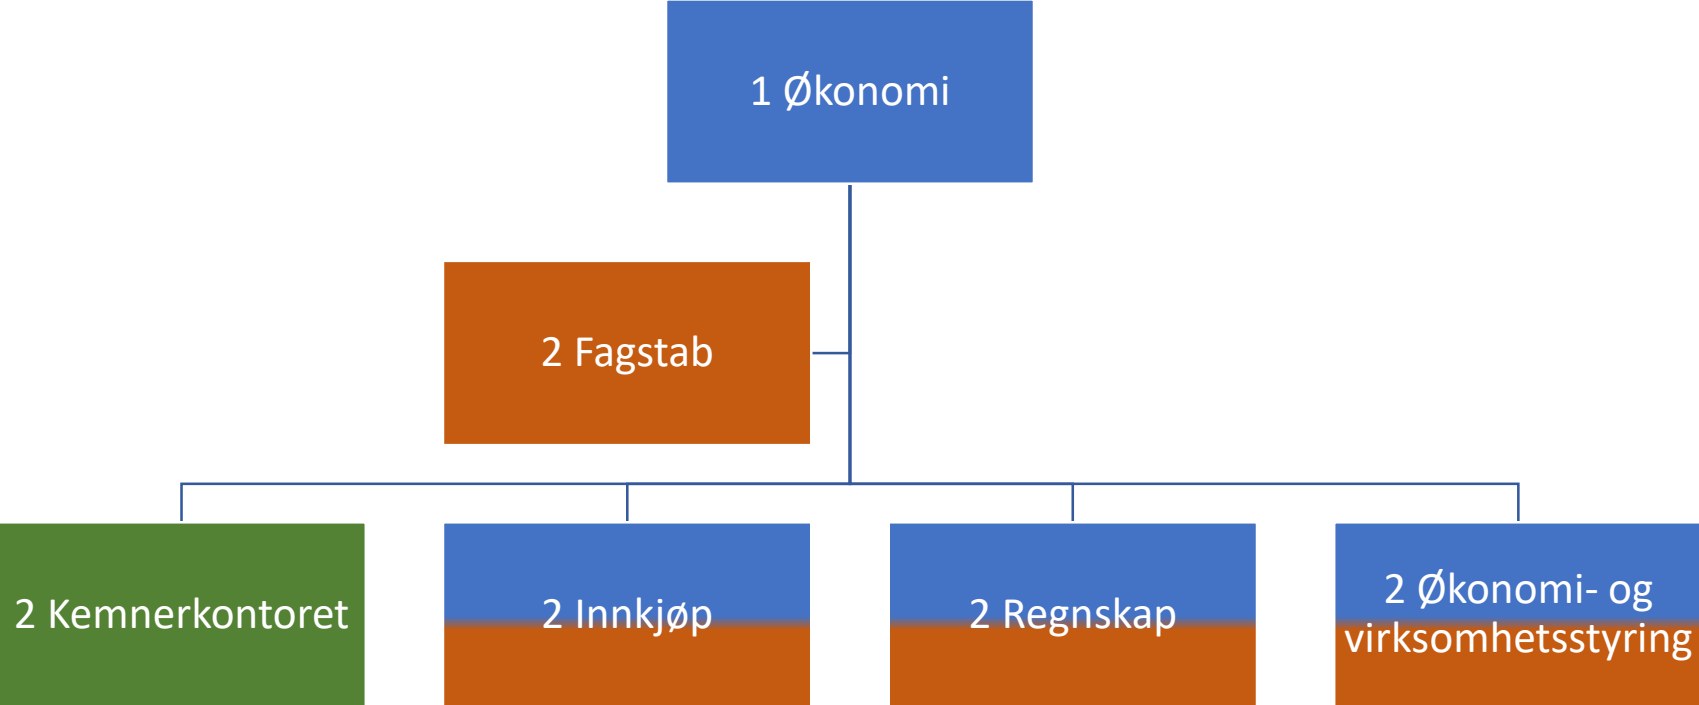 1 Økonomi
2 Fagstab
2 Kemnerkontoret
2 Innkjøp
2 Regnskap
2 Økonomi- og
virksomhetsstyring